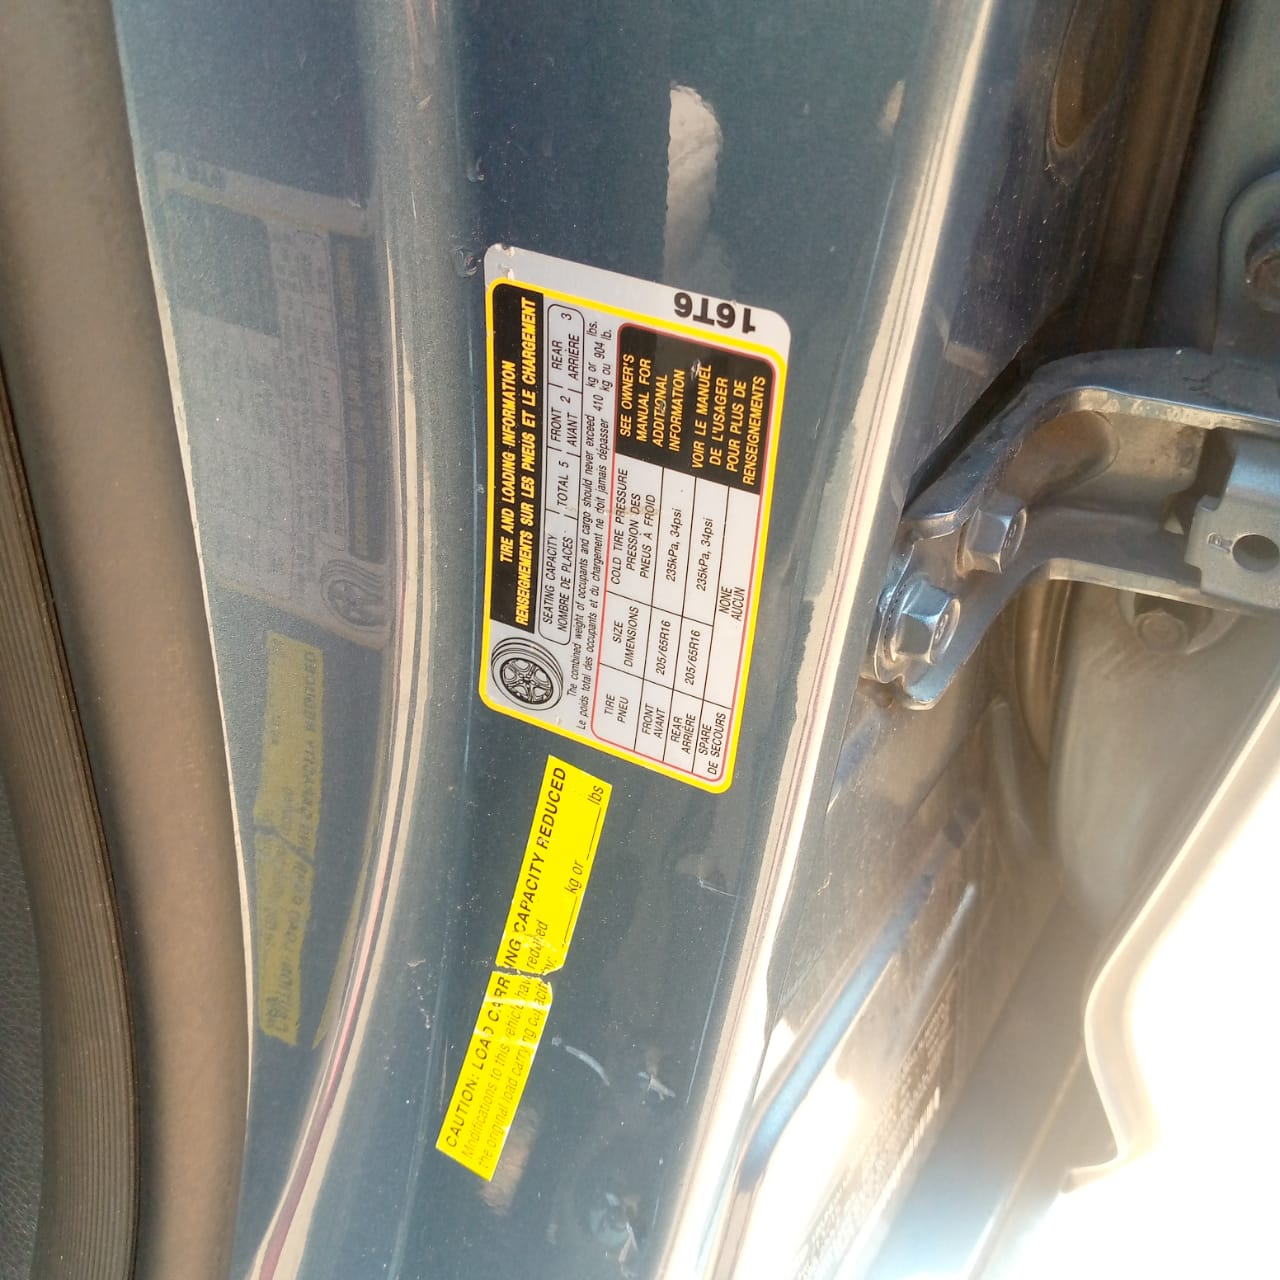 16T6
TIRE AND LOADING INFORMATION
RENSEIGNEMENTS SUR LES PNEUS ET LE CHARGEMENT
SEATING CAPACITY TOTAL 5 FRONT 2 REAR 3
NOMBRE DE PLACES AVANT ARRIÈRE
The combined weight of occupants and cargo should never exceed 410 kg or 904 lbs.
Le poids total des occupants et du chargement ne doit jamais dépasser 410 kg ou 904 lb.
TIRE SIZE COLD TIRE PRESSURE
PNEU DIMENSIONS PRESSION DES PNEUS À FROID
FRONT 205/65R16 235kPa, 34psi
AVANT
REAR 205/65R16 235kPa, 34psi
ARRIÈRE
SPARE NONE
DE SECOURS AUCUN
SEE OWNER'S
MANUAL FOR
ADDITIONAL
INFORMATION
VOIR LE MANUEL
DE L'USAGER
POUR PLUS DE
RENSEIGNEMENTS
CAUTION: LOAD CARRYING CAPACITY REDUCED
Modifications to this vehicle have reduced
the original load carrying capacity by: ____ kg or ____ lbs
R